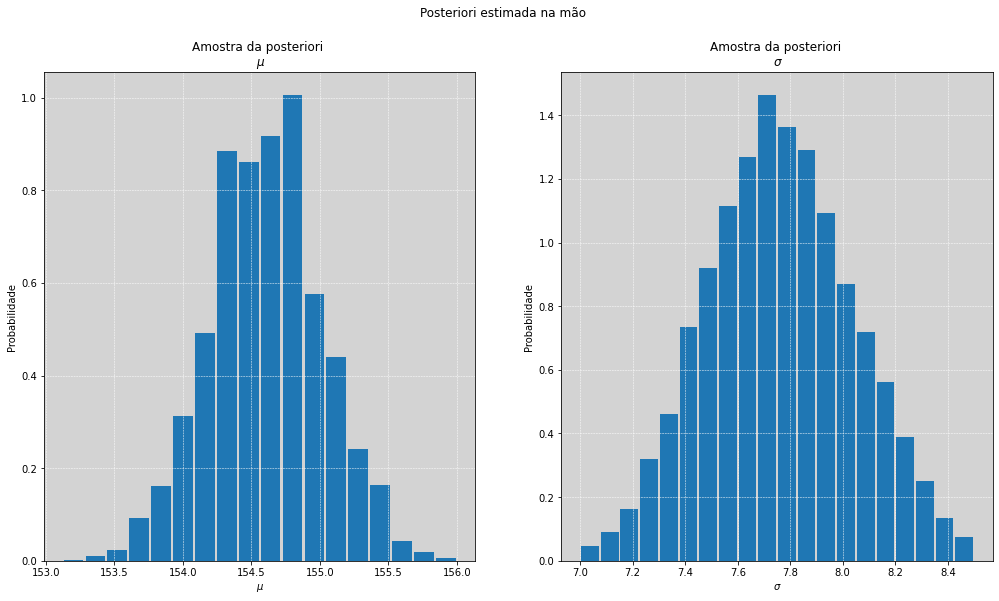 Posteriori estimada na mão
Amostra da posteriori
μ
Probabilidade
1.0
0.8
0.6
0.4
0.2
0.0
153.0 153.5 154.0 154.5 155.0 155.5 156.0
μ
Amostra da posteriori
σ
Probabilidade
1.4
1.2
1.0
0.8
0.6
0.4
0.2
0.0
7.0 7.2 7.4 7.6 7.8 8.0 8.2 8.4
σ